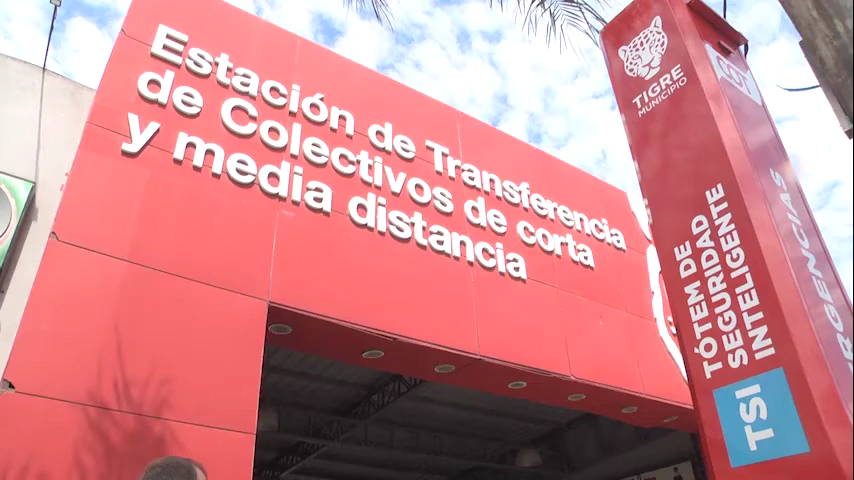 Estación de Transferencia
de Colectivos de corta
y media distancia
TIGRE
MUNICIPIO
TÓTEM DE
SEGURIDAD
INTELIGENTE
TSI